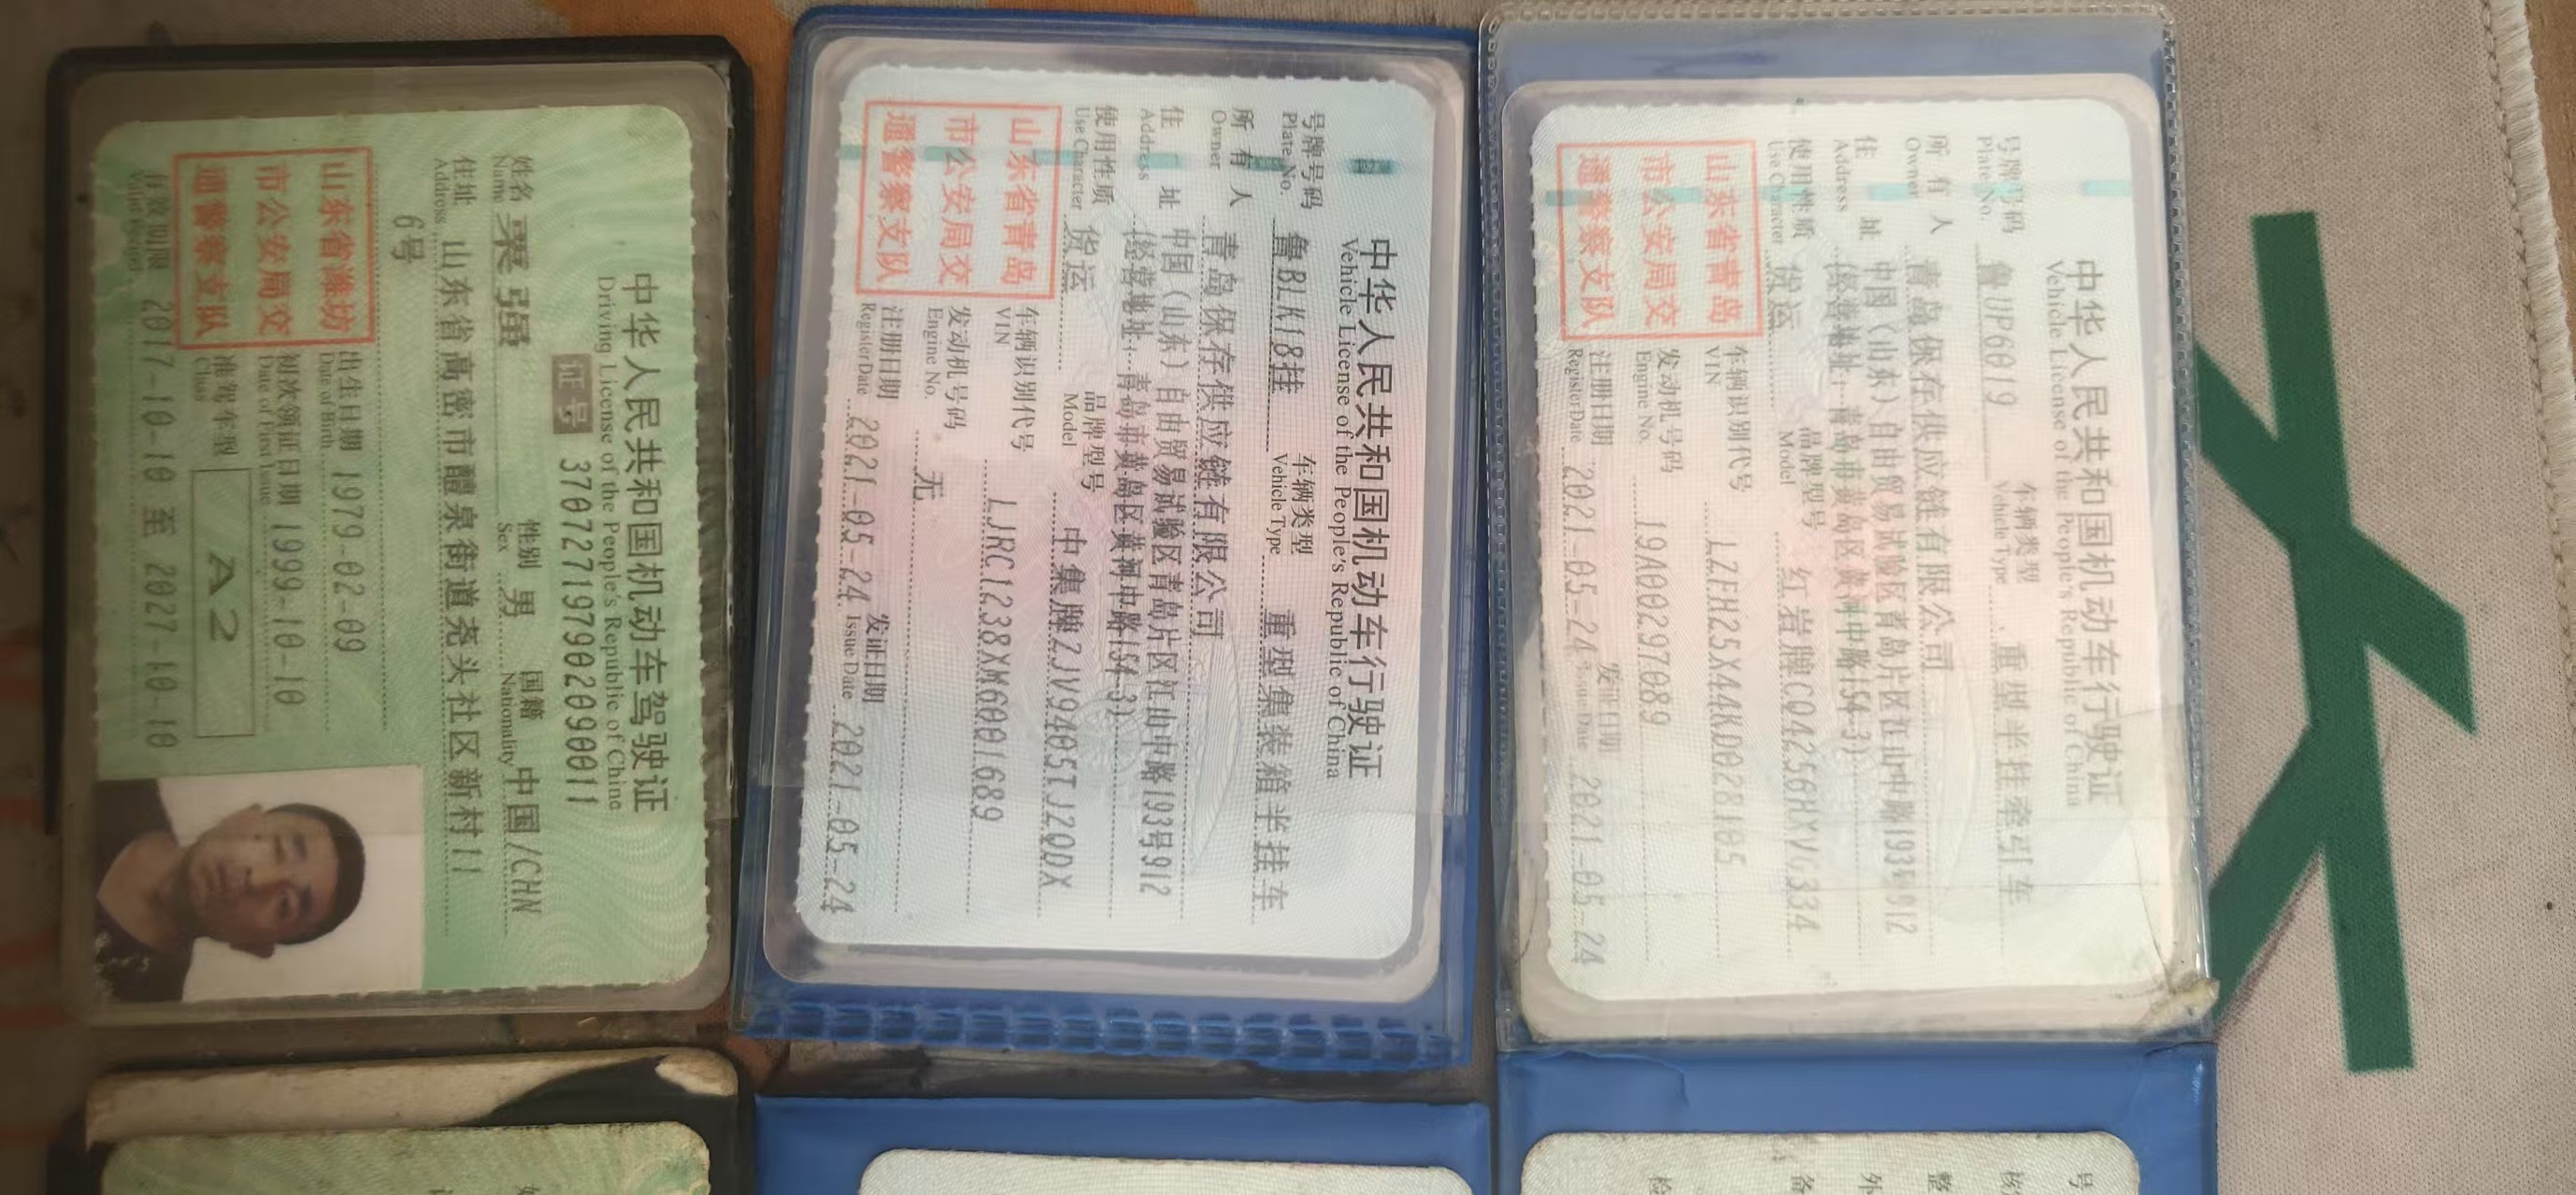 中华人民共和国机动车驾驶证
Driving License of the People's Republic of China
证号 370727197902090011
姓名 栗强 性别 男 国籍 中国/CHN
Name Sex Nationality
住址 山东省高密市醴泉街道尧头社区新村11
Address
6号
山东省潍坊
市公安局交
通警察支队
出生日期 1979-02-09
Date of Birth
初次领证日期 1999-10-10
Date of First Issue
准驾车型 A2
Class
有效期限 2017-10-10 至 2027-10-10
Valid Period
中华人民共和国机动车行驶证
Vehicle License of the People's Republic of China
号牌号码 鲁BLK18挂 车辆类型 重型集装箱半挂车
Plate No. Vehicle Type
所有人 青岛保存供应链有限公司
Owner
住址 中国(山东)自由贸易试验区青岛片区江山中路193号912
Address (经营地址:青岛市黄岛区黄河中路154-3)
使用性质 货运 品牌型号 中集牌ZJV9405TJZQDX
Use Character Model
山东省青岛
市公安局交
通警察支队
车辆识别代号 LJRC1238XM6001689
VIN
发动机号码 无
Engine No.
注册日期 2021-05-24 发证日期 2021-05-24
Register Date Issue Date
中华人民共和国机动车行驶证
Vehicle License of the People's Republic of China
号牌号码 鲁UP6019 车辆类型 重型半挂牵引车
Plate No. Vehicle Type
所有人 青岛保存供应链有限公司
Owner
住址 中国(山东)自由贸易试验区青岛片区江山中路193号912
Address (经营地址:青岛市黄岛区黄河中路154-3)
使用性质 货运 品牌型号 红岩牌CQ4256HXVG334
Use Character Model
山东省青岛
市公安局交
通警察支队
车辆识别代号 LZFH25X44KD028105
VIN
发动机号码 19A00297089
Engine No.
注册日期 2021-05-24 发证日期 2021-05-24
Register Date Issue Date
号
核
整
外
备
检